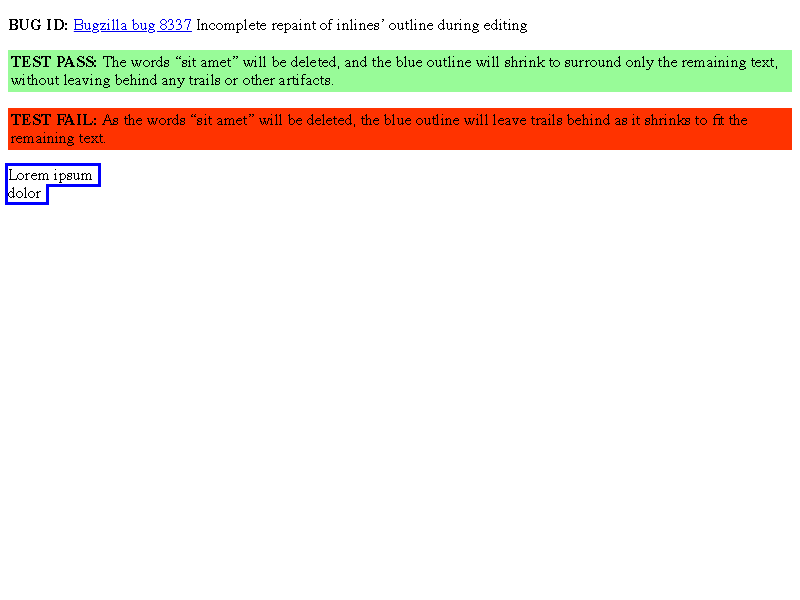 BUG ID: Bugzilla bug 8337 Incomplete repaint of inlines’ outline during editing
TEST PASS: The words “sit amet” will be deleted, and the blue outline will shrink to surround only the remaining text,
without leaving behind any trails or other artifacts.
TEST FAIL: As the words “sit amet” will be deleted, the blue outline will leave trails behind as it shrinks to fit the
remaining text.
Lorem ipsum
dolor